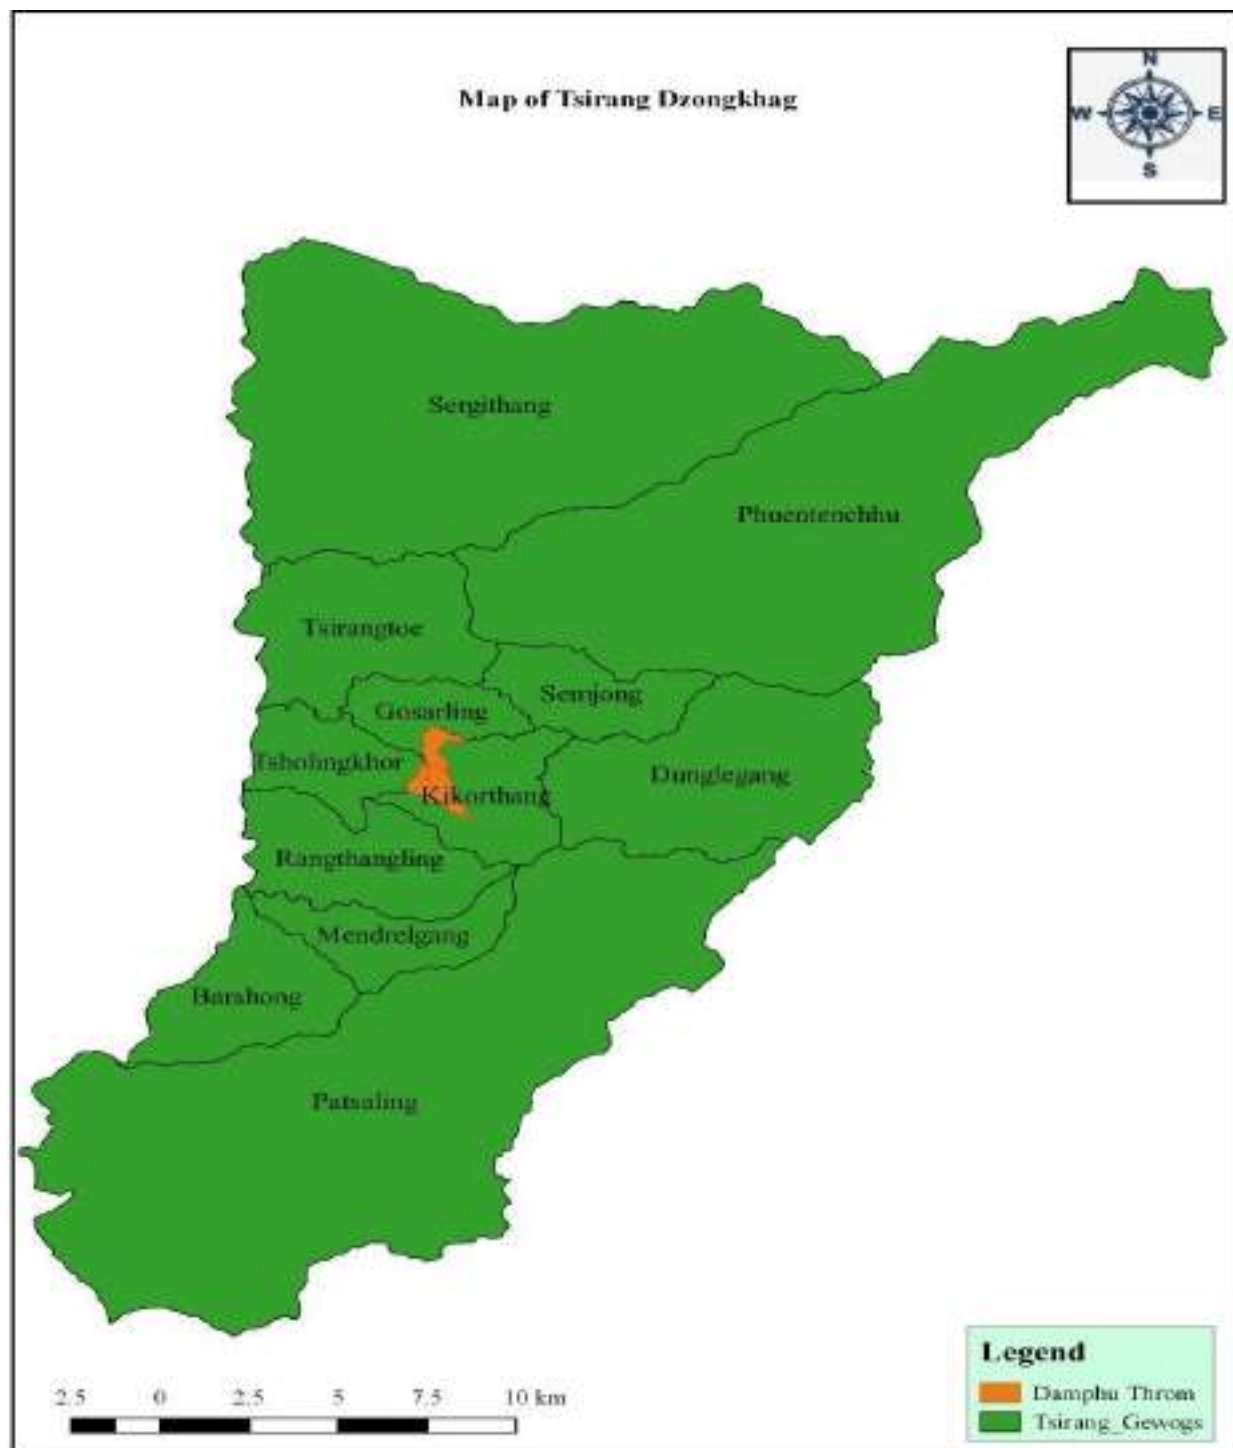 Map of Tsirang Dzongkhag
N
W E
S
Sergithang
Phuentenchhu
Tsirangtoe
Semjong
Gosarling
Tsholingkhor
Dunglegang
Kikorthang
Rangthangling
Mendrelgang
Barshong
Patsaling
Legend
Damphu Throm
Tsirang_Gewogs
2.5 0 2.5 5 7.5 10 km